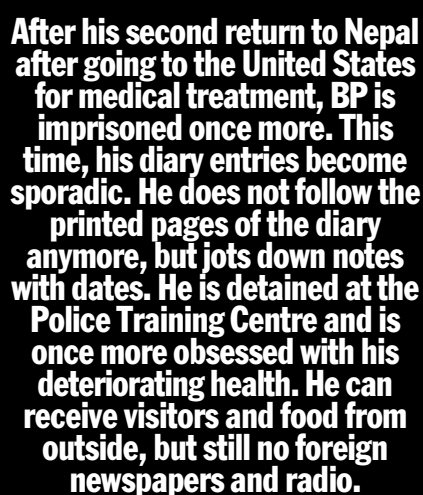 After his second return to Nepal
after going to the United States
for medical treatment, BP is
imprisoned once more. This
time, his diary entries become
sporadic. He does not follow the
printed pages of the diary
anymore, but jots down notes
with dates. He is detained at the
Police Training Centre and is
once more obsessed with his
deteriorating health. He can
receive visitors and food from
outside, but still no foreign
newspapers and radio.